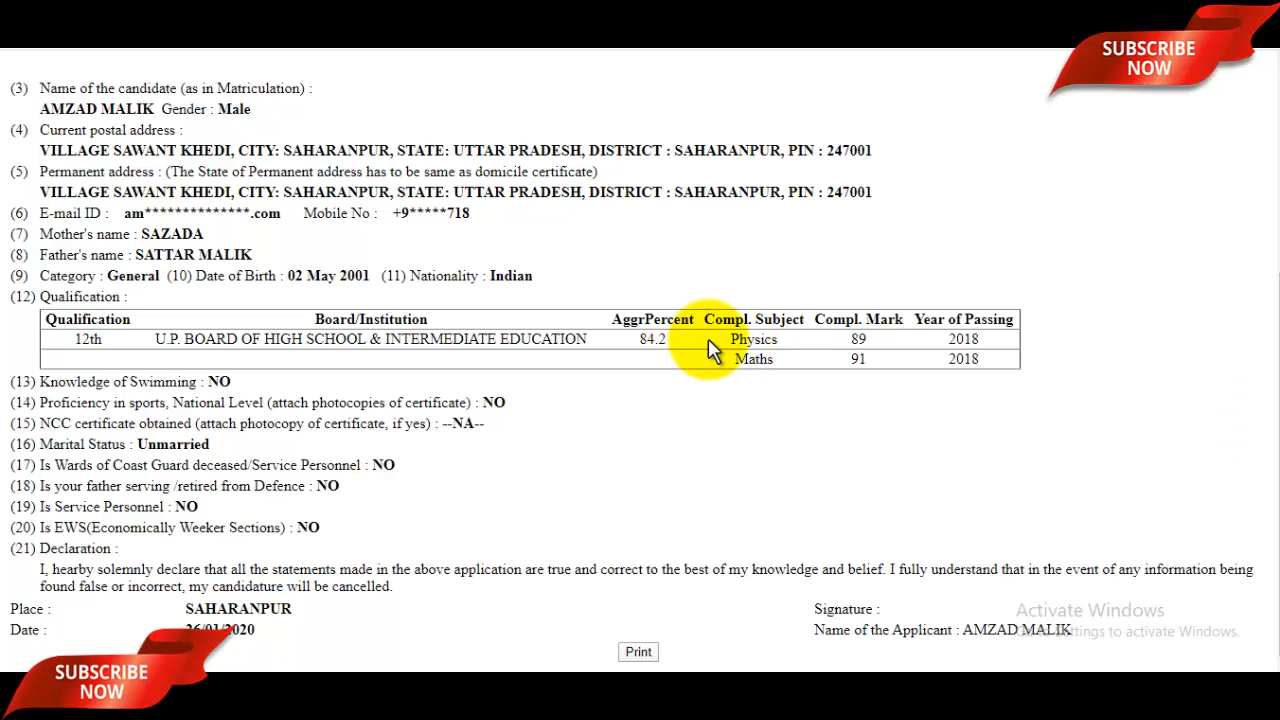 SUBSCRIBE
NOW
(3) Name of the candidate (as in Matriculation) :
AMZAD MALIK Gender : Male
(4) Current postal address :
VILLAGE SAWANT KHEDI, CITY: SAHARANPUR, STATE: UTTAR PRADESH, DISTRICT : SAHARANPUR, PIN : 247001
(5) Permanent address : (The State of Permanent address has to be same as domicile certificate)
VILLAGE SAWANT KHEDI, CITY: SAHARANPUR, STATE: UTTAR PRADESH, DISTRICT : SAHARANPUR, PIN : 247001
(6) E-mail ID : am**************.com Mobile No : +9*****718
(7) Mother's name : SAZADA
(8) Father's name : SATTAR MALIK
(9) Category : General (10) Date of Birth : 02 May 2001 (11) Nationality : Indian
(12) Qualification :
Qualification Board/Institution AggrPercent Compl. Subject Compl. Mark Year of Passing
12th U.P. BOARD OF HIGH SCHOOL & INTERMEDIATE EDUCATION 84.2 Physics 89 2018
Maths 91 2018
(13) Knowledge of Swimming : NO
(14) Proficiency in sports, National Level (attach photocopies of certificate) : NO
(15) NCC certificate obtained (attach photocopy of certificate, if yes) : --NA--
(16) Marital Status : Unmarried
(17) Is Wards of Coast Guard deceased/Service Personnel : NO
(18) Is your father serving /retired from Defence : NO
(19) Is Service Personnel : NO
(20) Is EWS(Economically Weeker Sections) : NO
(21) Declaration :
I, hearby solemnly declare that all the statements made in the above application are true and correct to the best of my knowledge and belief. I fully understand that in the event of any information being
found false or incorrect, my candidature will be cancelled.
Place : SAHARANPUR Signature :
Activate Windows
Date : 26/01/2020 Name of the Applicant : AMZAD MALIK
Settings to activate Windows.
Print
SUBSCRIBE
NOW